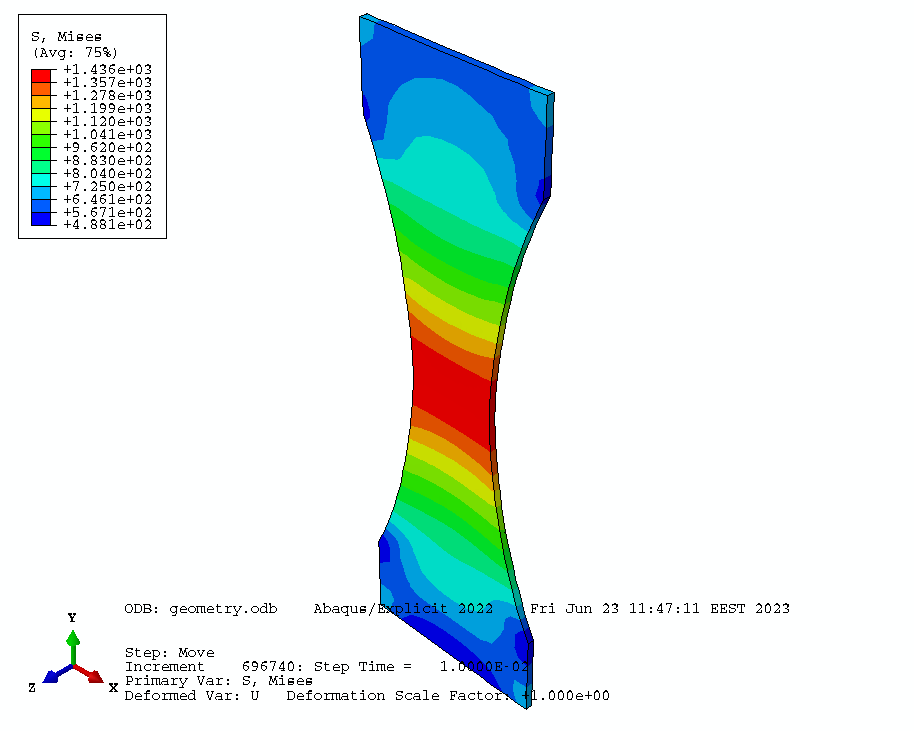 S, Mises
(Avg: 75%)
+1.436e+03
+1.357e+03
+1.278e+03
+1.199e+03
+1.120e+03
+1.041e+03
+9.620e+02
+8.830e+02
+8.040e+02
+7.250e+02
+6.461e+02
+5.671e+02
+4.881e+02
ODB: geometry.odb Abaqus/Explicit 2022 Fri Jun 23 11:47:11 EEST 2023
Y
Z
X
Step: Move
Increment 696740: Step Time = 1.0000E-02
Primary Var: S, Mises
Deformed Var: U Deformation Scale Factor: +1.000e+00